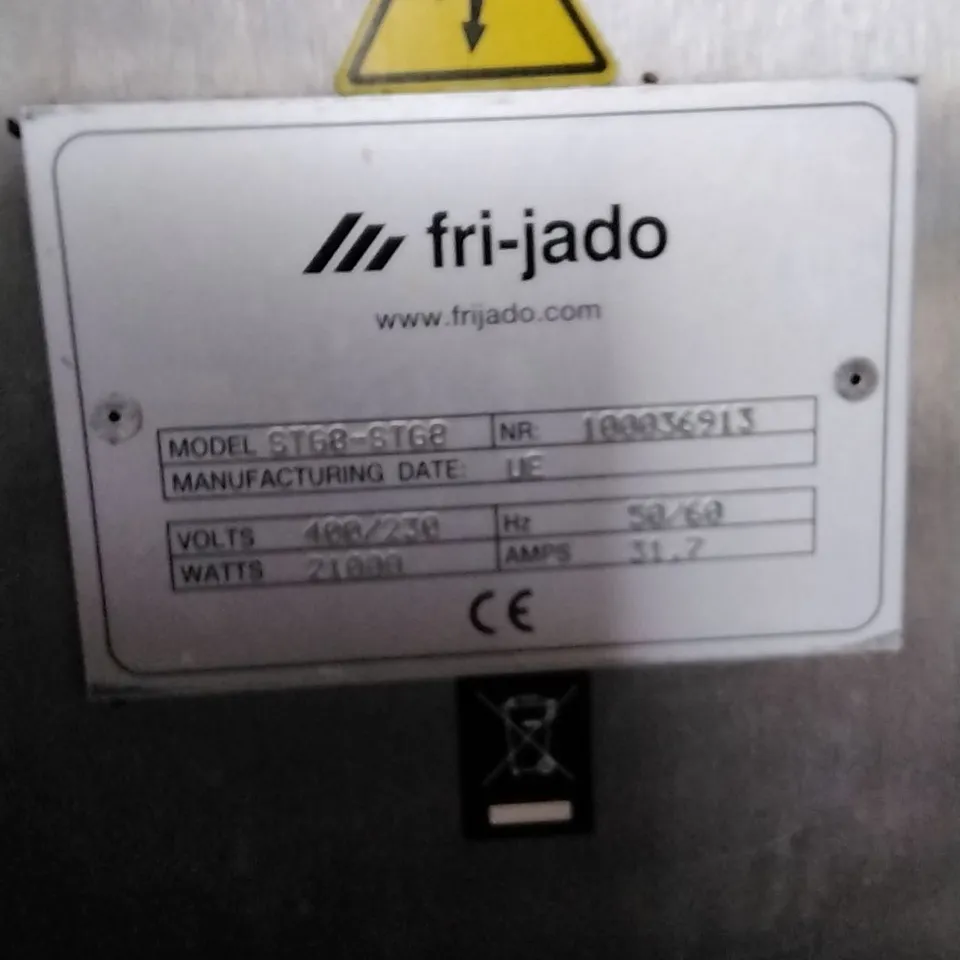 fri-jado
www.frijado.com
MODEL STG8-STG8 NR: 100036913
MANUFACTURING DATE: UE
VOLTS 400/230 Hz 50/60
WATTS 21000 AMPS 31.7
CE